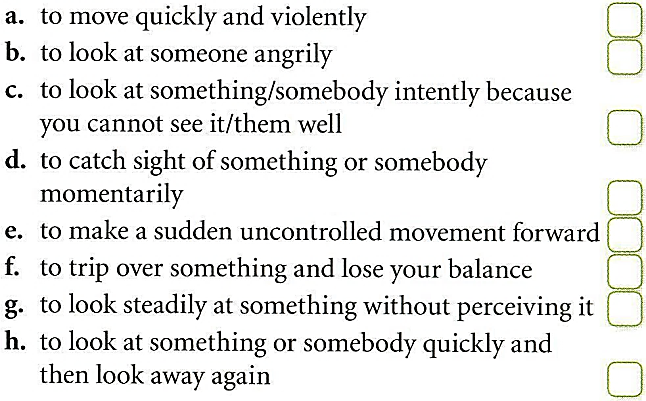 a. to move quickly and violently
b. to look at someone angrily
c. to look at something/somebody intently because
you cannot see it/them well
d. to catch sight of something or somebody
momentarily
e. to make a sudden uncontrolled movement forward
f. to trip over something and lose your balance
g. to look steadily at something without perceiving it
h. to look at something or somebody quickly and
then look away again